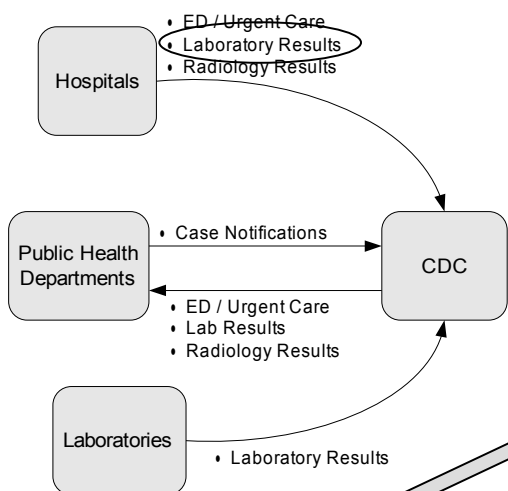 • ED / Urgent Care
• Laboratory Results
• Radiology Results
Hospitals
• Case Notifications
Public Health
Departments
CDC
• ED / Urgent Care
• Lab Results
• Radiology Results
Laboratories
• Laboratory Results